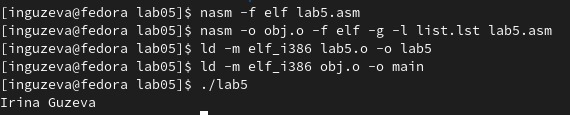 [inguzeva@fedora lab05]$ nasm -f elf lab5.asm
[inguzeva@fedora lab05]$ nasm -o obj.o -f elf -g -l list.lst lab5.asm
[inguzeva@fedora lab05]$ ld -m elf_i386 lab5.o -o lab5
[inguzeva@fedora lab05]$ ld -m elf_i386 obj.o -o main
[inguzeva@fedora lab05]$ ./lab5
Irina Guzeva